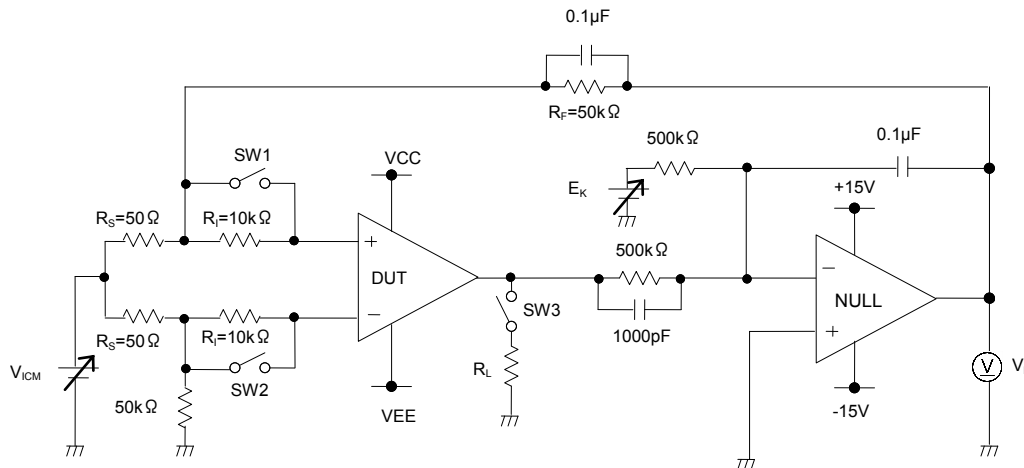 0.1μF
R_F=50kΩ
500kΩ
0.1μF
SW1
VCC
E_K
+15V
R_S=50Ω
R_I=10kΩ
500kΩ
+
DUT
−
−
NULL
+
SW3
1000pF
R_S=50Ω
R_I=10kΩ
V_ICM
SW2
R_L
V
V
50kΩ
VEE
-15V